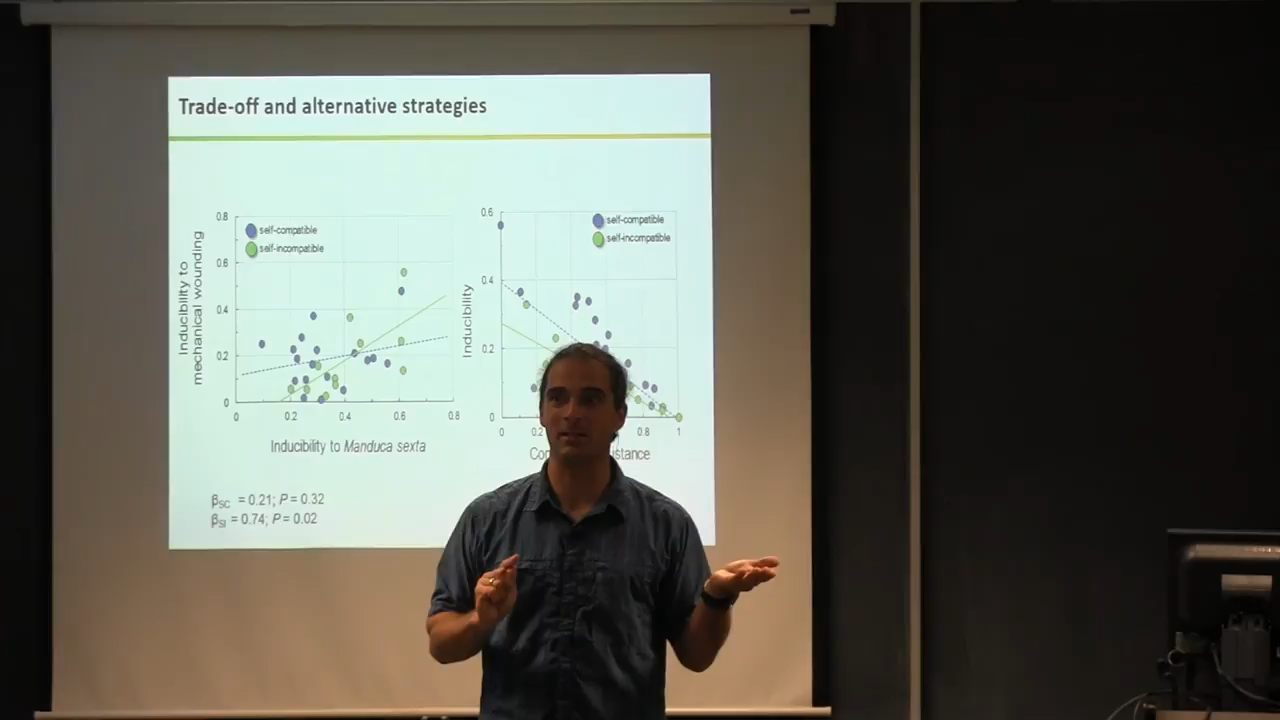 Trade-off and alternative strategies
Inducibility to
mechanical wounding
0.8
0.6
0.4
0.2
0
self-compatible
self-incompatible
0 0.2 0.4 0.6 0.8
Inducibility to Manduca sexta
Inducibility
0.6
0.4
0.2
0
self-compatible
self-incompatible
0 0.2 0.8 1
βSC = 0.21; P = 0.32
βSI = 0.74; P = 0.02